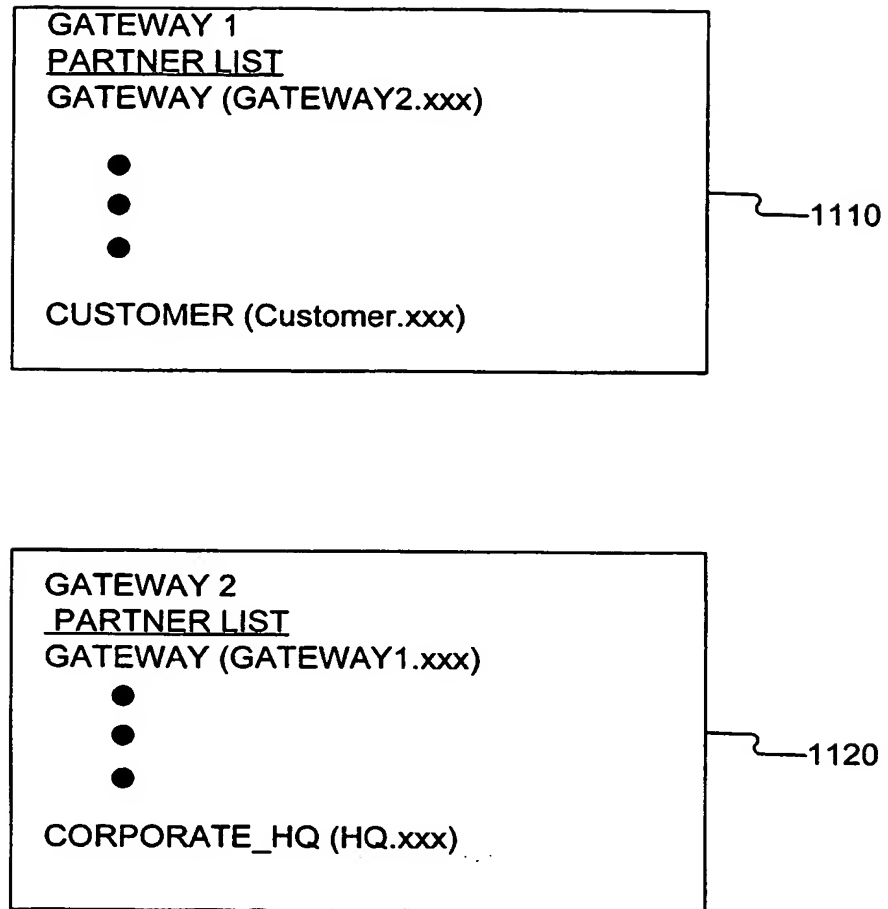 GATEWAY 1
PARTNER LIST
GATEWAY (GATEWAY2.xxx)
CUSTOMER (Customer.xxx)
1110
GATEWAY 2
PARTNER LIST
GATEWAY (GATEWAY1.xxx)
CORPORATE_HQ (HQ.xxx)
1120